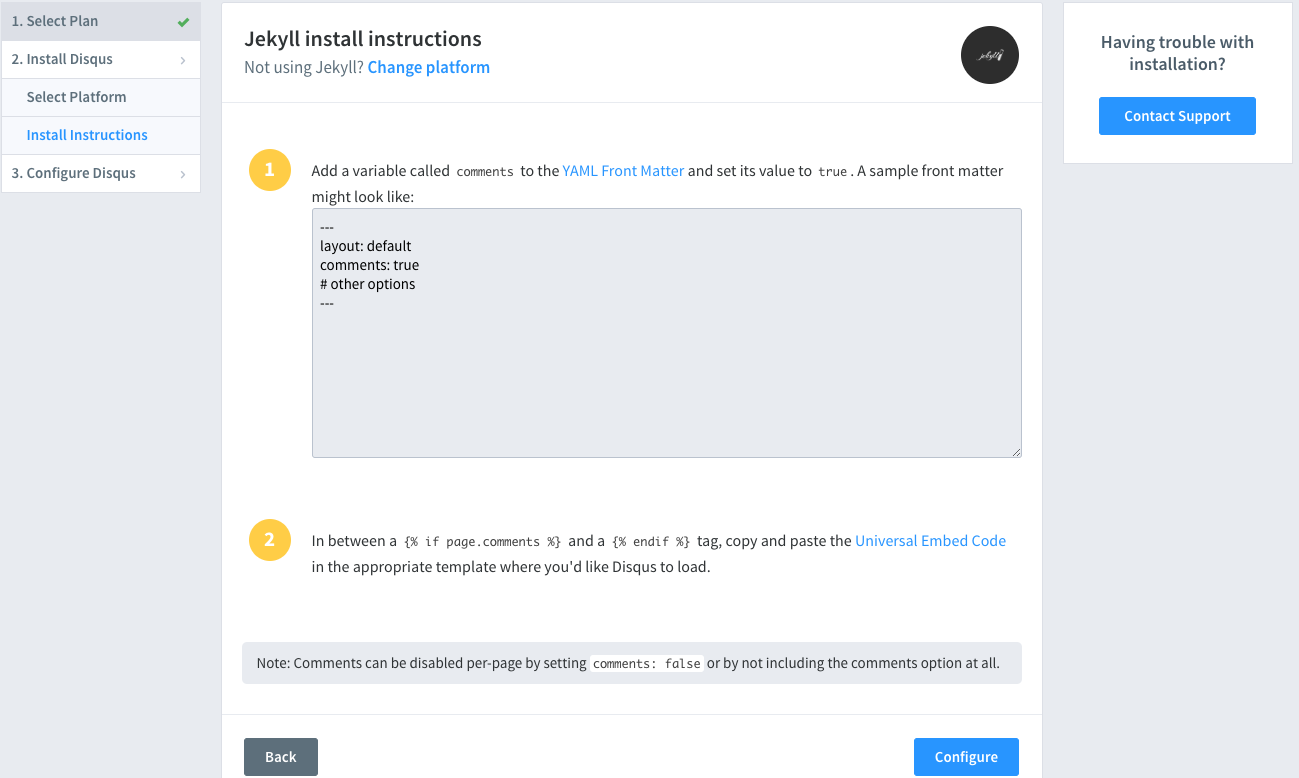 1. Select Plan
2. Install Disqus
Select Platform
Install Instructions
3. Configure Disqus
Jekyll install instructions
Not using Jekyll? Change platform
jekyll
1
Add a variable called comments to the YAML Front Matter and set its value to true. A sample front matter
might look like:
---
layout: default
comments: true
# other options
---
2
In between a {% if page.comments %} and a {% endif %} tag, copy and paste the Universal Embed Code
in the appropriate template where you'd like Disqus to load.
Note: Comments can be disabled per-page by setting comments: false or by not including the comments option at all.
Back
Configure
Having trouble with
installation?
Contact Support